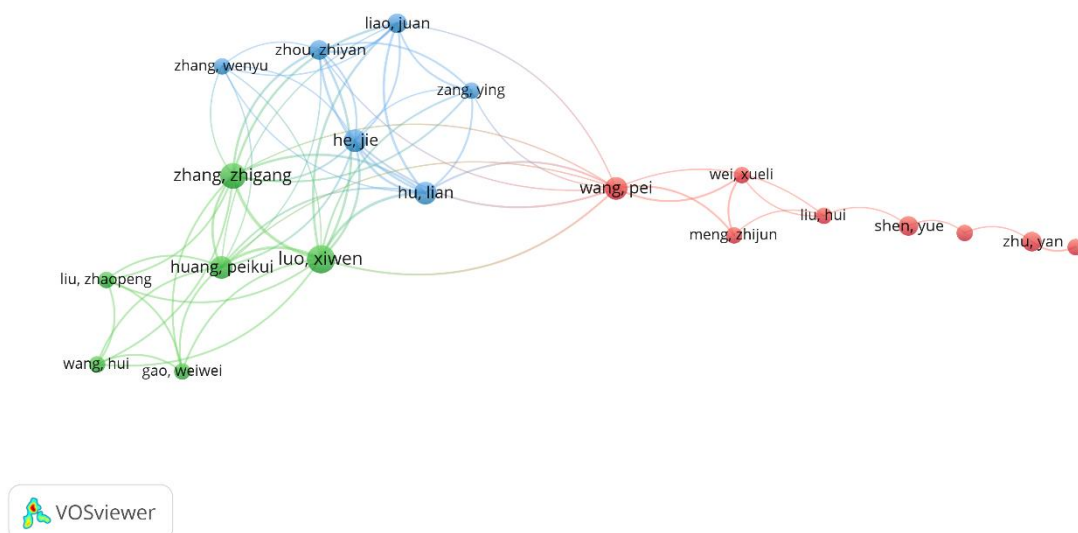 liao, juan
zhou, zhiyan
zhang, wenyu
zang, ying
he, jie
zhang, zhigang
wei, xueli
wang, pei
hu, lian
liu, hui
shen, yue
meng, zhijun
zhu, yan
luo, xiwen
huang, peikui
liu, zhaopeng
wang, hui
gao, weiwei
VOSviewer